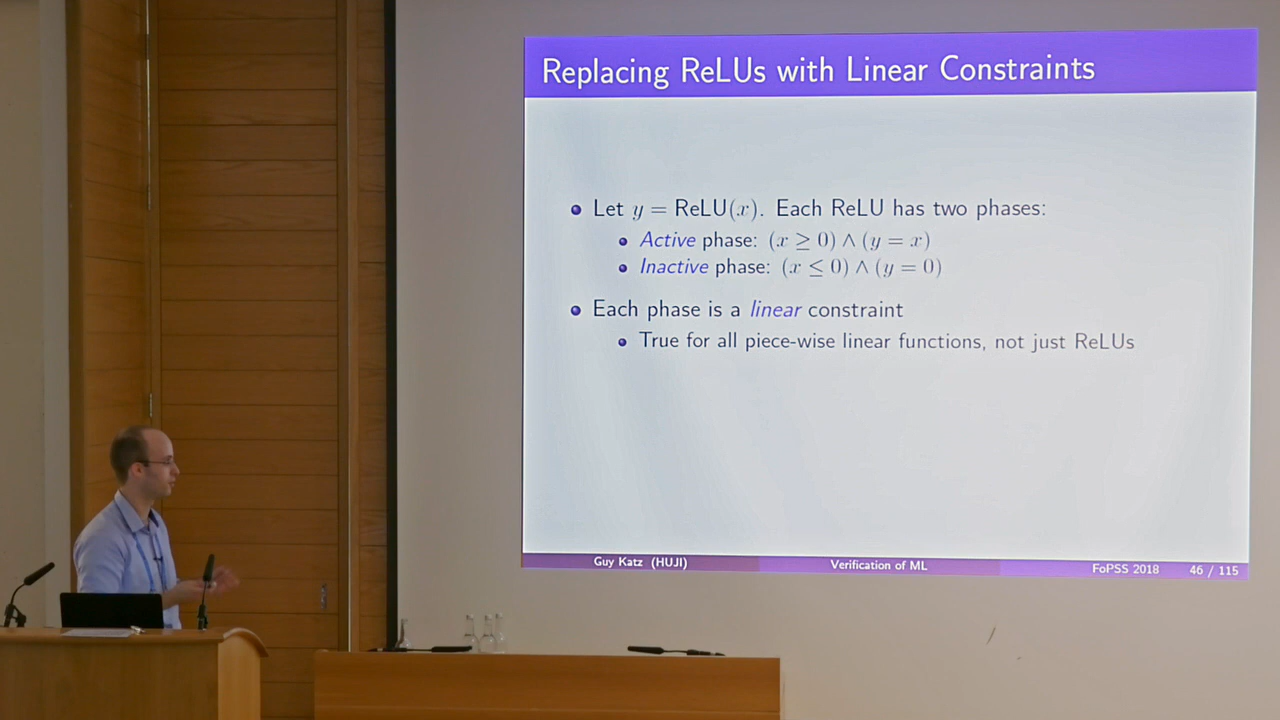 Replacing ReLUs with Linear Constraints
Let y = ReLU(x). Each ReLU has two phases:
Active phase: (x ≥ 0) ∧ (y = x)
Inactive phase: (x ≤ 0) ∧ (y = 0)
Each phase is a linear constraint
True for all piece-wise linear functions, not just ReLUs
Guy Katz (HUJI) Verification of ML FoPSS 2018 46 / 115